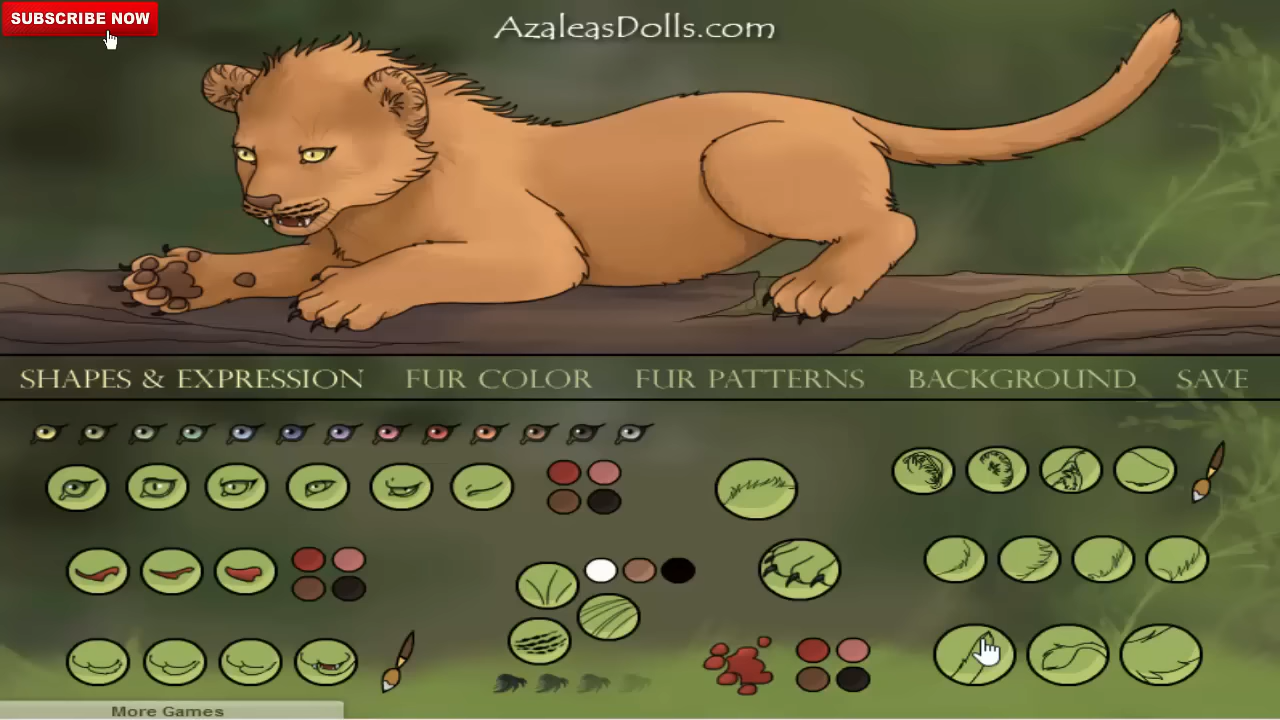 SUBSCRIBE NOW
AzaleasDolls.com
SHAPES & EXPRESSION FUR COLOR FUR PATTERNS BACKGROUND SAVE
More Games